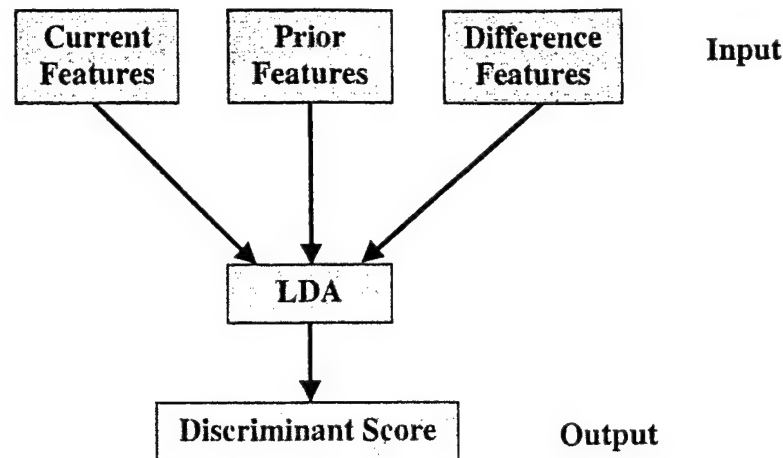 Current Features
Prior Features
Difference Features
Input
LDA
Discriminant Score
Output